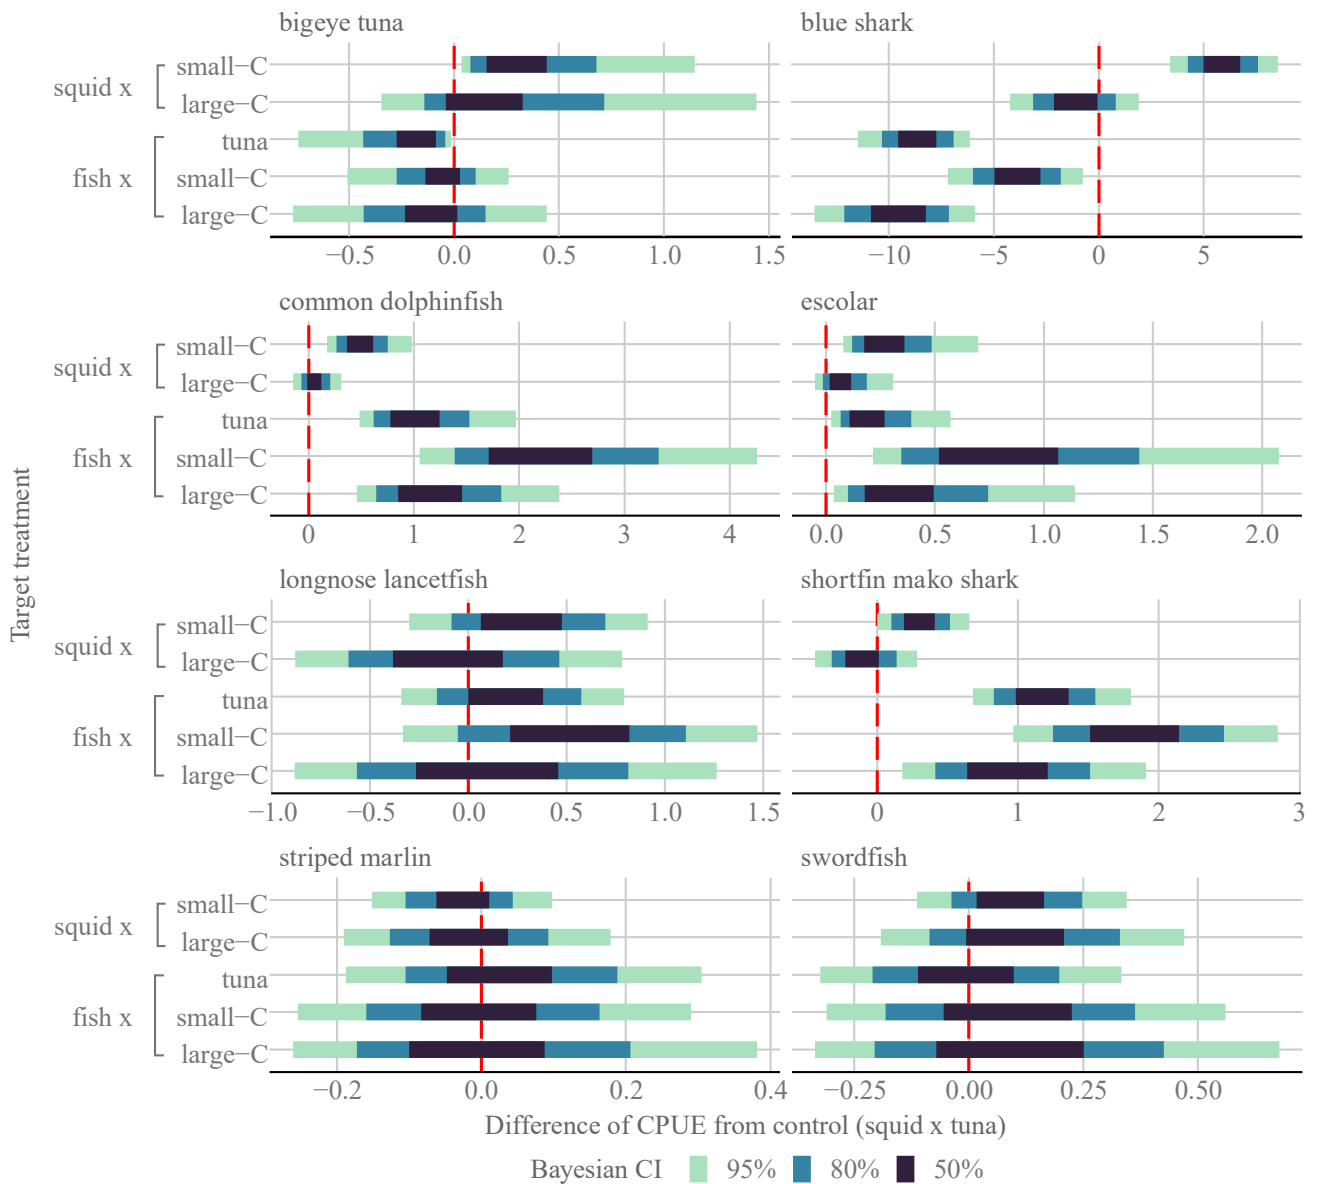 bigeye tuna
blue shark
squid x
small−C
large−C
fish x
tuna
small−C
large−C
−0.5 0.0 0.5 1.0 1.5
−10 −5 0 5
common dolphinfish
escolar
squid x
small−C
large−C
fish x
tuna
small−C
large−C
0 1 2 3 4
0.0 0.5 1.0 1.5 2.0
Target treatment
longnose lancetfish
shortfin mako shark
squid x
small−C
large−C
fish x
tuna
small−C
large−C
−1.0 −0.5 0.0 0.5 1.0 1.5
0 1 2 3
striped marlin
swordfish
squid x
small−C
large−C
fish x
tuna
small−C
large−C
−0.2 0.0 0.2 0.4
−0.25 0.00 0.25 0.50
Difference of CPUE from control (squid x tuna)
Bayesian CI 95% 80% 50%